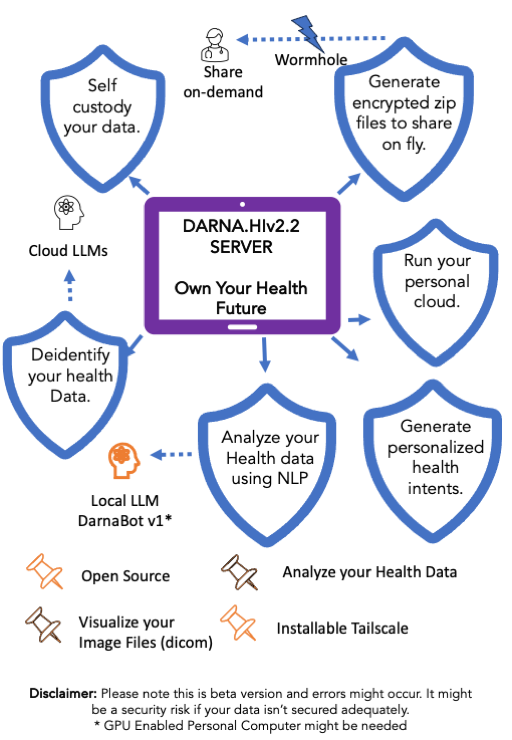 Self
custody
your data.
Share
on-demand
Wormhole
Generate
encrypted zip
files to share
on fly.
DARNA.HIv2.2
SERVER
Own Your Health
Future
Cloud LLMs
Run your
personal
cloud.
Deidentify
your health
Data.
Analyze your
Health data
using NLP
Generate
personalized
health
intents.
Local LLM
DarnaBot v1*
Open Source
Analyze your Health Data
Visualize your
Image Files (dicom)
Installable Tailscale
Disclaimer: Please note this is beta version and errors might occur. It might
be a security risk if your data isn't secured adequately.
* GPU Enabled Personal Computer might be needed